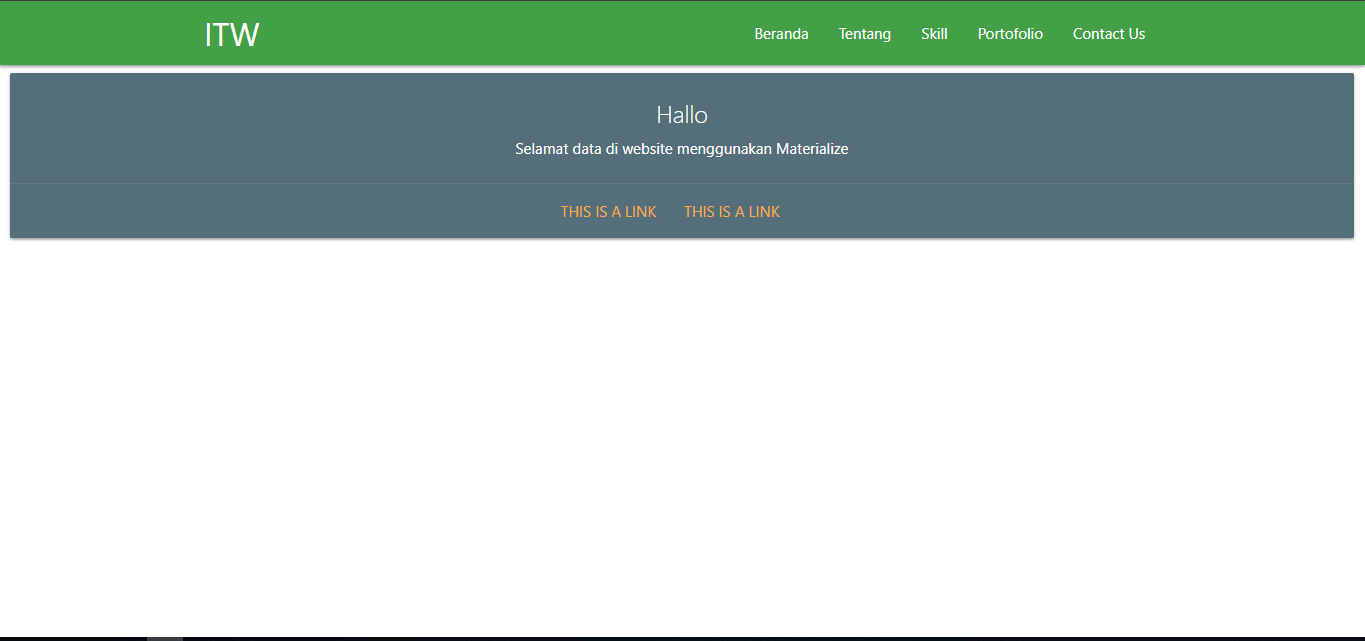 ITW Beranda Tentang Skill Portofolio Contact Us
Hallo
Selamat data di website menggunakan Materialize
THIS IS A LINK THIS IS A LINK